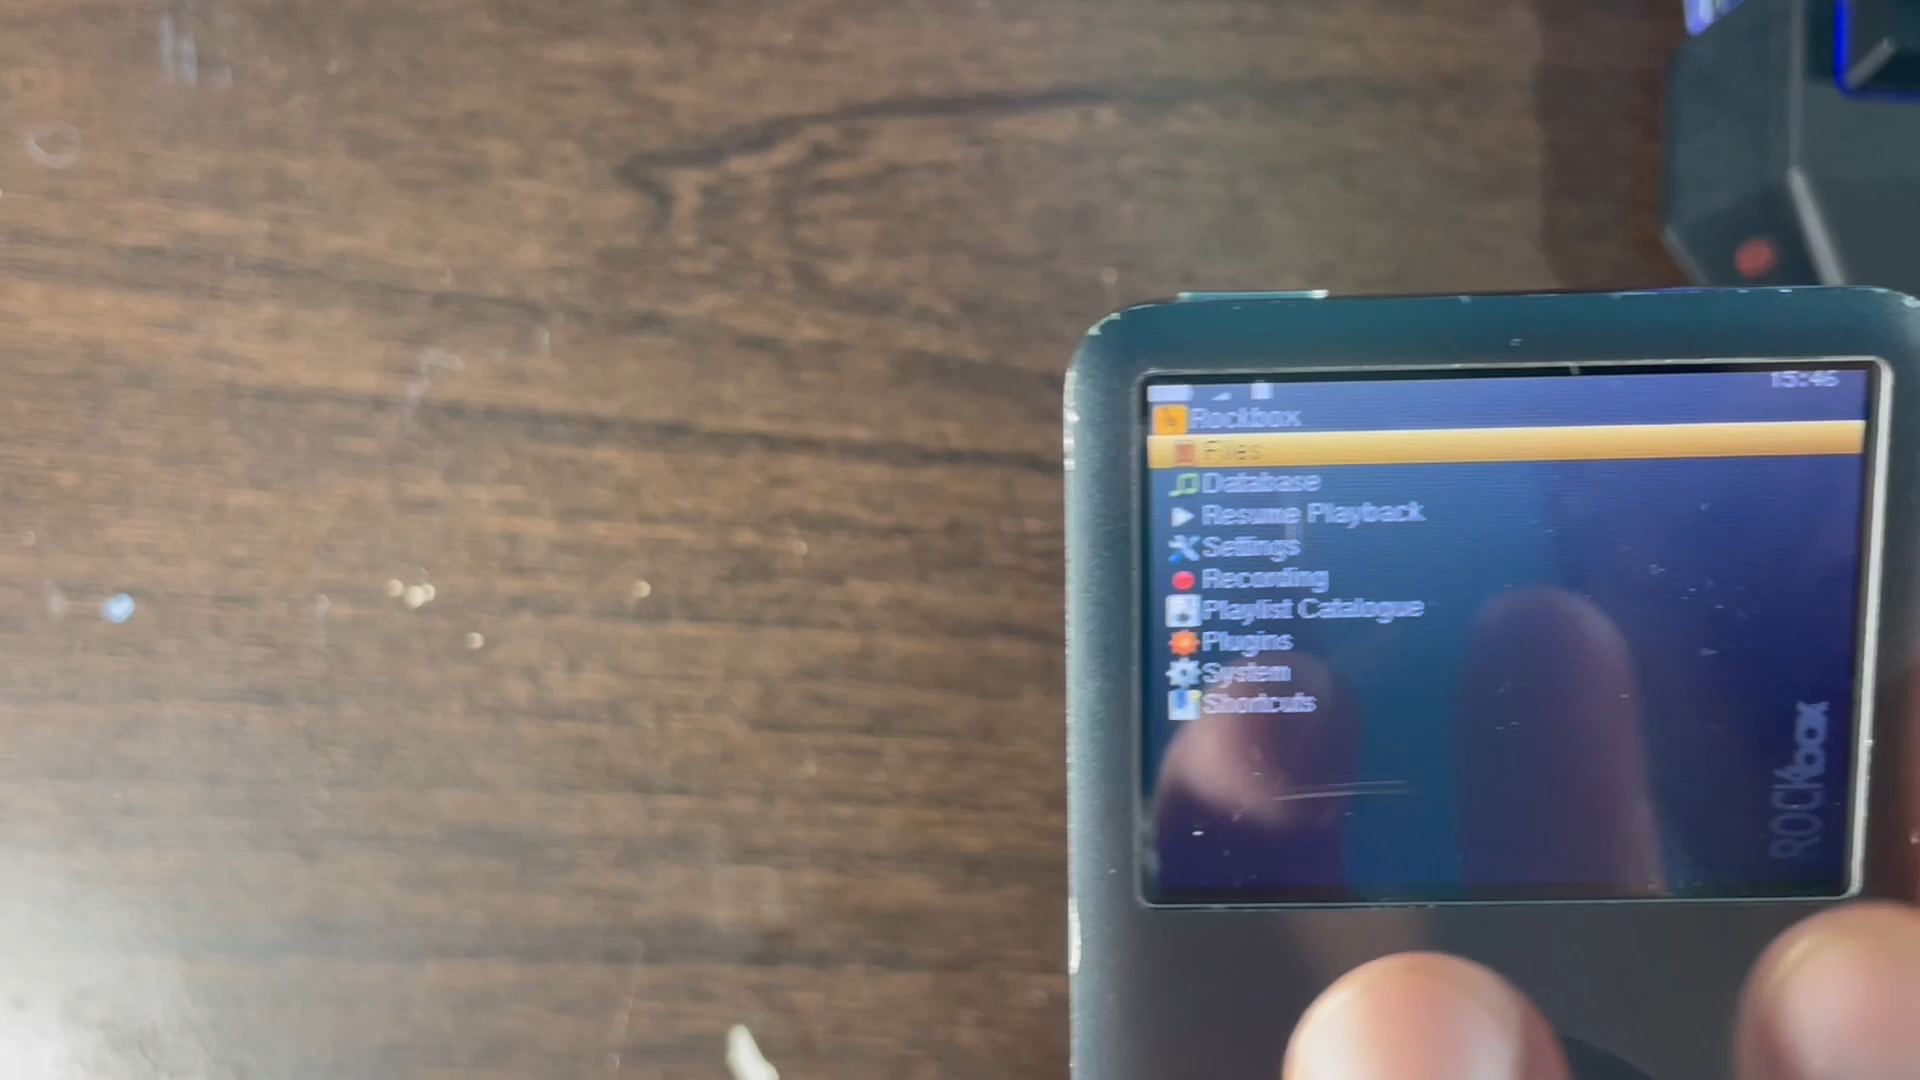 15:46
Rockbox
Files
Database
Resume Playback
Settings
Recording
Playlist Catalogue
Plugins
System
Shortcuts
ROCKbox